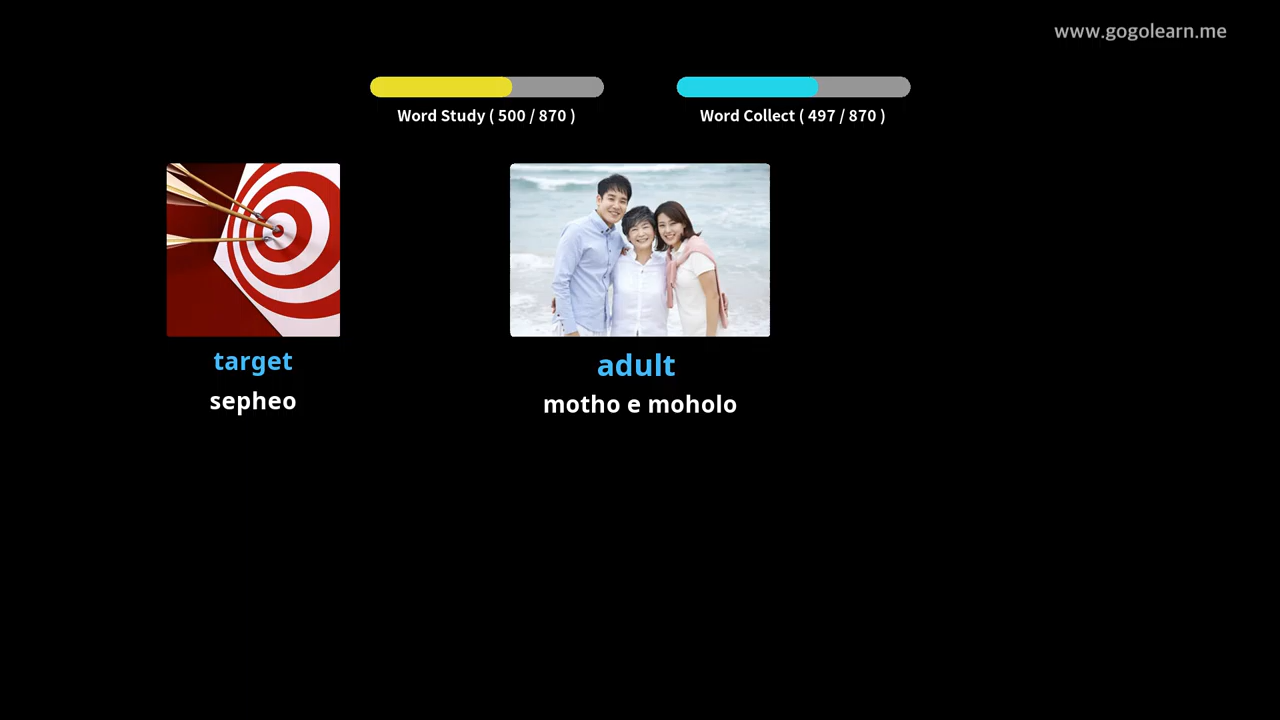 www.gogolearn.me
Word Study ( 500 / 870 )
Word Collect ( 497 / 870 )
target
sepheo
adult
motho e moholo